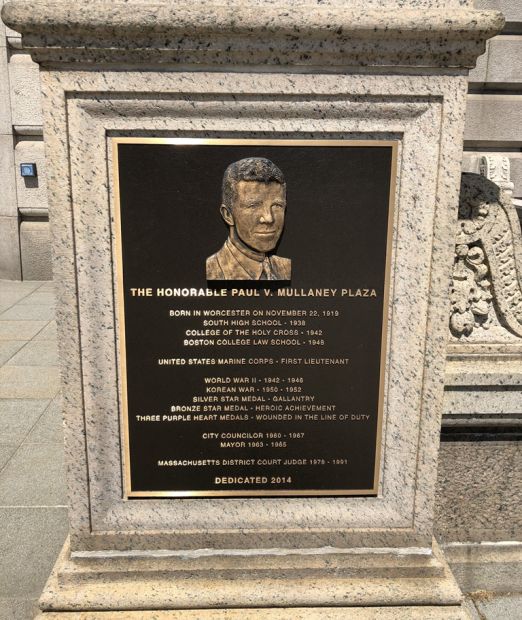 THE HONORABLE PAUL V. MULLANEY PLAZA
BORN IN WORCESTER ON NOVEMBER 22, 1919
SOUTH HIGH SCHOOL - 1938
COLLEGE OF THE HOLY CROSS - 1942
BOSTON COLLEGE LAW SCHOOL - 1948
UNITED STATES MARINE CORPS - FIRST LIEUTENANT
WORLD WAR II - 1942 - 1946
KOREAN WAR - 1950 - 1952
SILVER STAR MEDAL - GALLANTRY
BRONZE STAR MEDAL - HEROIC ACHIEVEMENT
THREE PURPLE HEART MEDALS - WOUNDED IN THE LINE OF DUTY
CITY COUNCILOR 1960 - 1967
MAYOR 1963 - 1965
MASSACHUSETTS DISTRICT COURT JUDGE 1978 - 1991
DEDICATED 2014